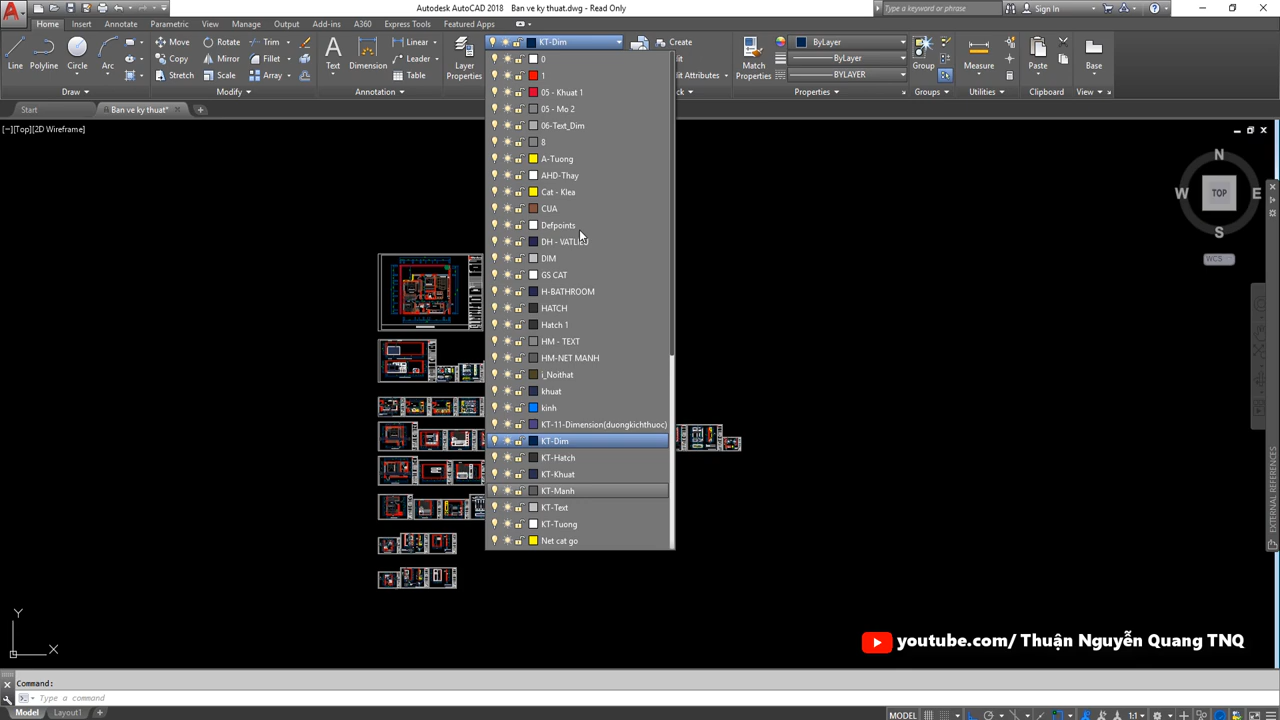 Autodesk AutoCAD 2018 Ban ve ky thuat.dwg - Read Only
Type a keyword or phrase
Sign In
Home Insert Annotate Parametric View Manage Output Add-ins A360 Express Tools Featured Apps
Line Polyline Circle Arc
Move Rotate Trim
Copy Mirror Fillet
Stretch Scale Array
Text Dimension
Linear
Leader
Table
Layer Properties
KT-Dim
Create
Edit Attributes
Match Properties
ByLayer
ByLayer
BYLAYER
Group Measure Paste Base
Draw Modify Annotation Properties Groups Utilities Clipboard View
Start Ban ve ky thuat*
[−][Top][2D Wireframe]
0
1
05 - Khuat 1
05 - Mo 2
06-Text_Dim
8
A-Tuong
AHD-Thay
Cat - Klea
CUA
Defpoints
DH - VATLIEU
DIM
GS CAT
H-BATHROOM
HATCH
Hatch 1
HM - TEXT
HM-NET MANH
i_Noithat
khuat
kinh
KT-11-Dimension(duongkichthuoc)
KT-Dim
KT-Hatch
KT-Khuat
KT-Manh
KT-Text
KT-Tuong
Net cat go
N
W TOP E
S
WCS
EXTERNAL REFERENCES
Y
X
youtube.com/ Thuận Nguyễn Quang TNQ
Command:
Type a command
Model Layout1 +
MODEL 1:1